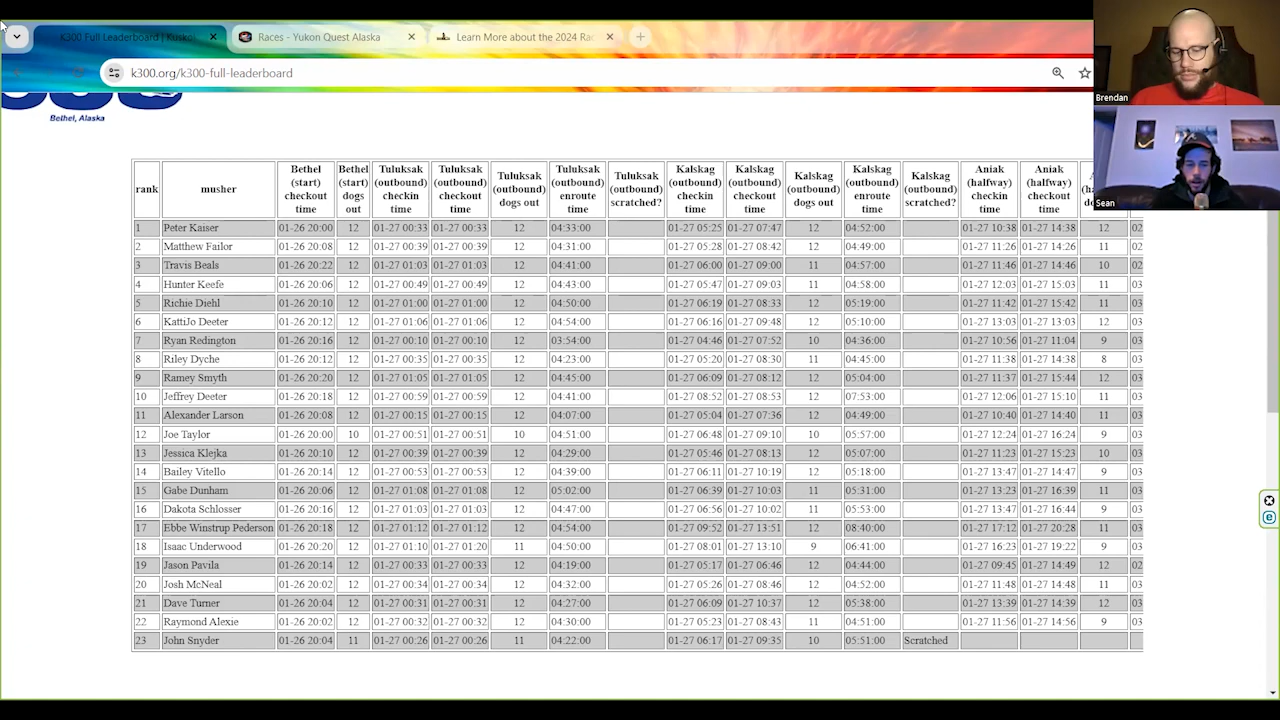 K300 Full Leaderboard | Kusko
Races - Yukon Quest Alaska
Learn More about the 2024 Rac
k300.org/k300-full-leaderboard
Brendan
Sean
Bethel, Alaska
rank musher Bethel (start) checkout time Bethel (start) dogs out Tuluksak (outbound) checkin time Tuluksak (outbound) checkout time Tuluksak (outbound) dogs out Tuluksak (outbound) enroute time Tuluksak (outbound) scratched? Kalskag (outbound) checkin time Kalskag (outbound) checkout time Kalskag (outbound) dogs out Kalskag (outbound) enroute time Kalskag (outbound) scratched? Aniak (halfway) checkin time Aniak (halfway) checkout time
1 Peter Kaiser 01-26 20:00 12 01-27 00:33 01-27 00:33 12 04:33:00 01-27 05:25 01-27 07:47 12 04:52:00 01-27 10:38 01-27 14:38 12 02
2 Matthew Failor 01-26 20:08 12 01-27 00:39 01-27 00:39 12 04:31:00 01-27 05:28 01-27 08:42 12 04:49:00 01-27 11:26 01-27 14:26 11 02
3 Travis Beals 01-26 20:22 12 01-27 01:03 01-27 01:03 12 04:41:00 01-27 06:00 01-27 09:00 11 04:57:00 01-27 11:46 01-27 14:46 10 02
4 Hunter Keefe 01-26 20:06 12 01-27 00:49 01-27 00:49 12 04:43:00 01-27 05:47 01-27 09:03 11 04:58:00 01-27 12:03 01-27 15:03 11 03
5 Richie Diehl 01-26 20:10 12 01-27 01:00 01-27 01:00 12 04:50:00 01-27 06:19 01-27 08:33 12 05:19:00 01-27 11:42 01-27 15:42 11 03
6 KattiJo Deeter 01-26 20:12 12 01-27 01:06 01-27 01:06 12 04:54:00 01-27 06:16 01-27 09:48 12 05:10:00 01-27 13:03 01-27 13:03 12 03
7 Ryan Redington 01-26 20:16 12 01-27 00:10 01-27 00:10 12 03:54:00 01-27 04:46 01-27 07:52 10 04:36:00 01-27 10:56 01-27 11:04 9 03
8 Riley Dyche 01-26 20:12 12 01-27 00:35 01-27 00:35 12 04:23:00 01-27 05:20 01-27 08:30 11 04:45:00 01-27 11:38 01-27 14:38 8 03
9 Ramey Smyth 01-26 20:20 12 01-27 01:05 01-27 01:05 12 04:45:00 01-27 06:09 01-27 08:12 12 05:04:00 01-27 11:37 01-27 15:44 12 03
10 Jeffrey Deeter 01-26 20:18 12 01-27 00:59 01-27 00:59 12 04:41:00 01-27 08:52 01-27 08:53 12 07:53:00 01-27 12:06 01-27 15:10 11 03
11 Alexander Larson 01-26 20:08 12 01-27 00:15 01-27 00:15 12 04:07:00 01-27 05:04 01-27 07:36 12 04:49:00 01-27 10:40 01-27 14:40 11 03
12 Joe Taylor 01-26 20:00 10 01-27 00:51 01-27 00:51 10 04:51:00 01-27 06:48 01-27 09:10 10 05:57:00 01-27 12:24 01-27 16:24 9 03
13 Jessica Klejka 01-26 20:10 12 01-27 00:39 01-27 00:39 12 04:29:00 01-27 05:46 01-27 08:13 12 05:07:00 01-27 11:23 01-27 15:23 10 03
14 Bailey Vitello 01-26 20:14 12 01-27 00:53 01-27 00:53 12 04:39:00 01-27 06:11 01-27 10:19 12 05:18:00 01-27 13:47 01-27 14:47 9 03
15 Gabe Dunham 01-26 20:06 12 01-27 01:08 01-27 01:08 12 05:02:00 01-27 06:39 01-27 10:03 11 05:31:00 01-27 13:23 01-27 16:39 11 03
16 Dakota Schlosser 01-26 20:16 12 01-27 01:03 01-27 01:03 12 04:47:00 01-27 06:56 01-27 10:02 11 05:53:00 01-27 13:47 01-27 16:44 9 03
17 Ebbe Winstrup Pederson 01-26 20:18 12 01-27 01:12 01-27 01:12 12 04:54:00 01-27 09:52 01-27 13:51 12 08:40:00 01-27 17:12 01-27 20:28 11 03
18 Isaac Underwood 01-26 20:20 12 01-27 01:10 01-27 01:20 11 04:50:00 01-27 08:01 01-27 13:10 9 06:41:00 01-27 16:23 01-27 19:22 9 03
19 Jason Pavila 01-26 20:14 12 01-27 00:33 01-27 00:33 12 04:19:00 01-27 05:17 01-27 06:46 12 04:44:00 01-27 09:45 01-27 14:49 12 02
20 Josh McNeal 01-26 20:02 12 01-27 00:34 01-27 00:34 12 04:32:00 01-27 05:26 01-27 08:46 12 04:52:00 01-27 11:48 01-27 14:48 11 03
21 Dave Turner 01-26 20:04 12 01-27 00:31 01-27 00:31 12 04:27:00 01-27 06:09 01-27 10:37 12 05:38:00 01-27 13:39 01-27 14:39 12 03
22 Raymond Alexie 01-26 20:02 12 01-27 00:32 01-27 00:32 12 04:30:00 01-27 05:23 01-27 08:43 11 04:51:00 01-27 11:56 01-27 14:56 9 03
23 John Snyder 01-26 20:04 11 01-27 00:26 01-27 00:26 11 04:22:00 01-27 06:17 01-27 09:35 10 05:51:00 Scratched